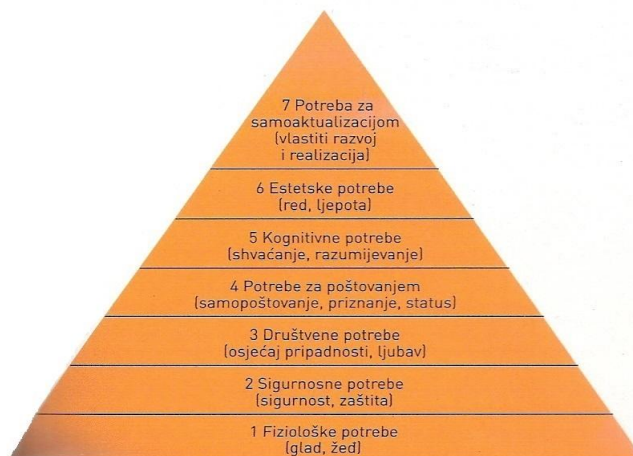 7 Potreba za
samoaktualizacijom
(vlastiti razvoj
i realizacija)
6 Estetske potrebe
(red, ljepota)
5 Kognitivne potrebe
(shvaćanje, razumijevanje)
4 Potrebe za poštovanjem
(samopoštovanje, priznanje, status)
3 Društvene potrebe
(osjećaj pripadnosti, ljubav)
2 Sigurnosne potrebe
(sigurnost, zaštita)
1 Fiziološke potrebe
(glad, žeđ)